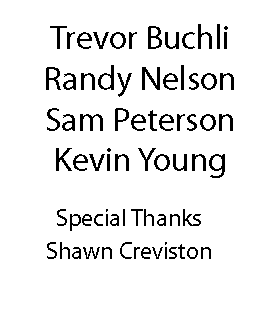 Trevor Buchli
Randy Nelson
Sam Peterson
Kevin Young
Special Thanks
Shawn Creviston